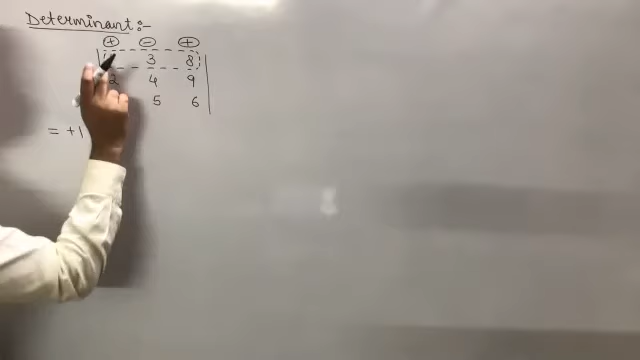 Determinant :-
+ - +
3 8
2 4 9
5 6
= +1